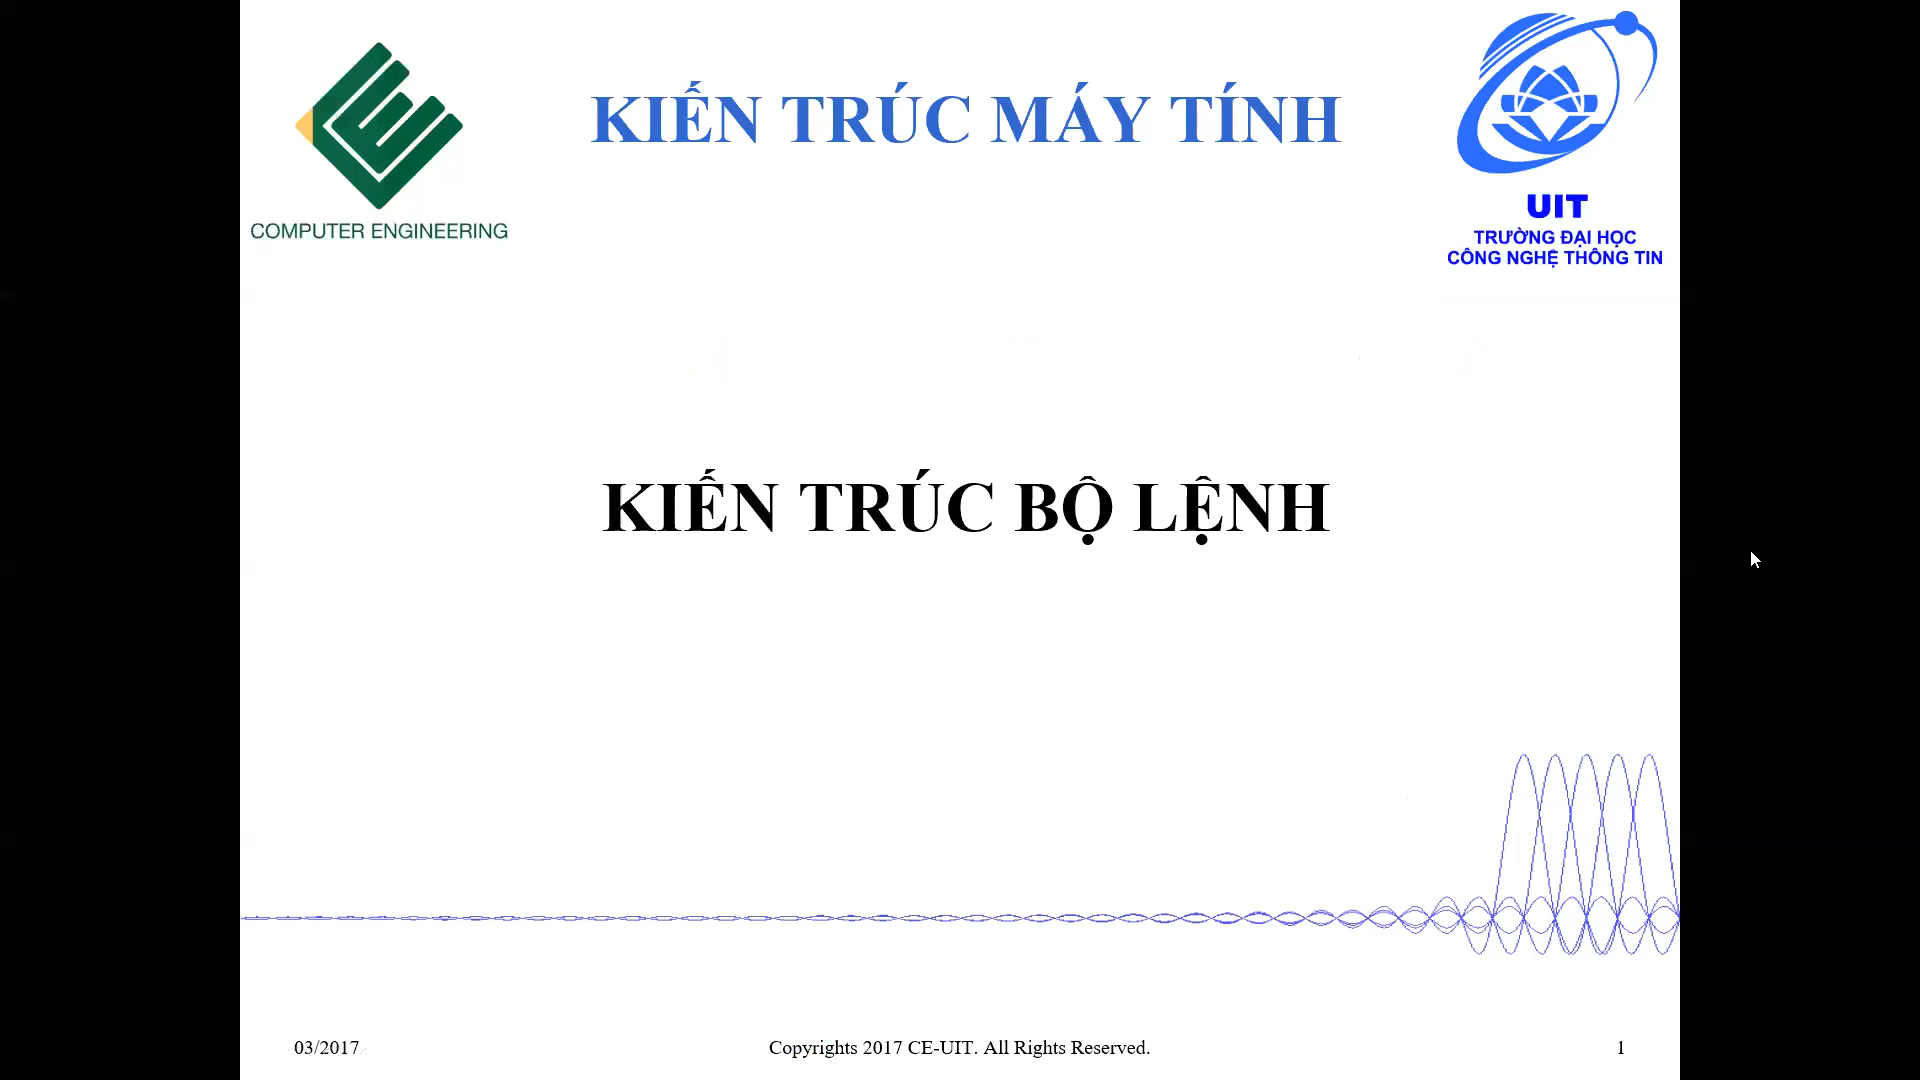 KIẾN TRÚC MÁY TÍNH
COMPUTER ENGINEERING
UIT
TRƯỜNG ĐẠI HỌC
CÔNG NGHỆ THÔNG TIN
KIẾN TRÚC BỘ LỆNH
03/2017
Copyrights 2017 CE-UIT. All Rights Reserved.
1